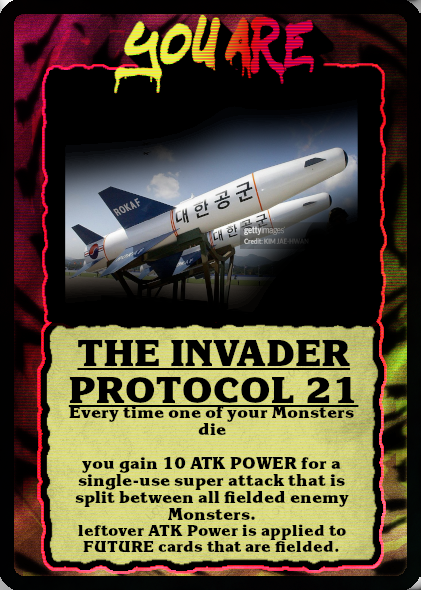 YOU ARE
ROKAF
대한공군
대한공군
gettyimages
Credit: KIM JAE-HWAN
THE INVADER
PROTOCOL 21
Every time one of your Monsters
die
you gain 10 ATK POWER for a
single-use super attack that is
split between all fielded enemy
Monsters.
leftover ATK Power is applied to
FUTURE cards that are fielded.